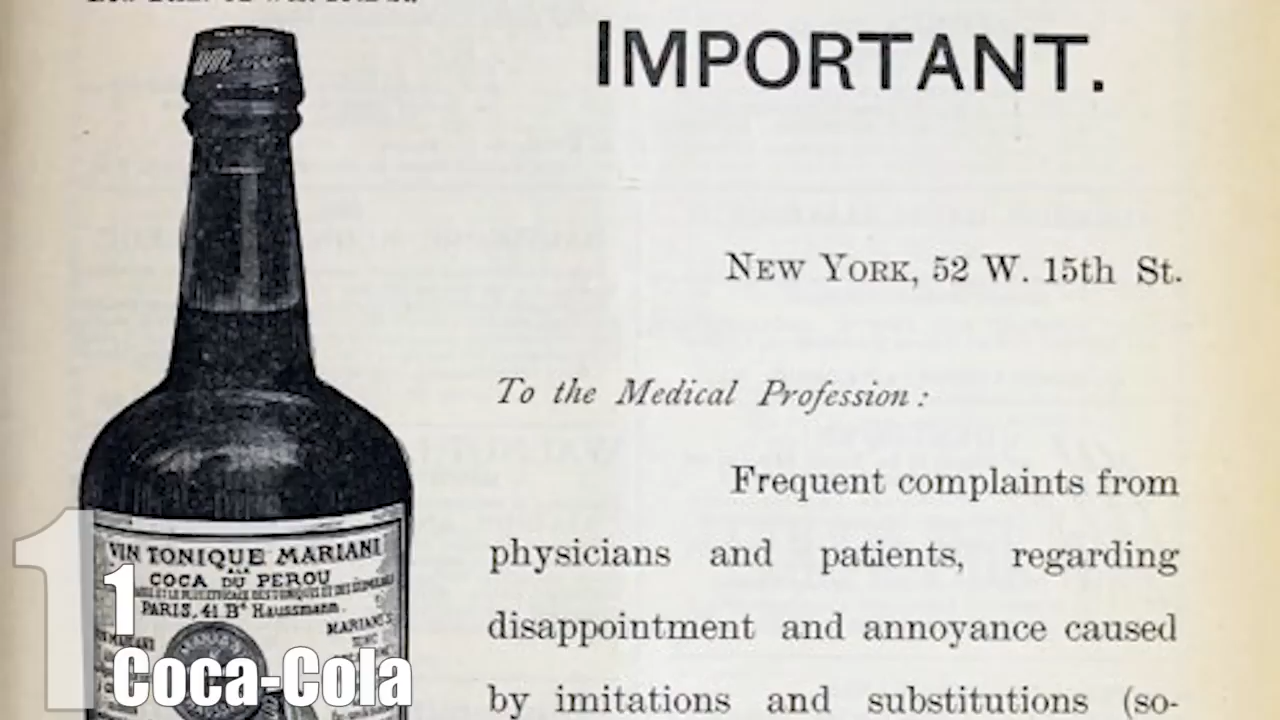 IMPORTANT.
NEW YORK, 52 W. 15th St.
To the Medical Profession:
Frequent complaints from
physicians and patients, regarding
disappointment and annoyance caused
by imitations and substitutions (so-
VIN TONIQUE MARIANI
COCA DU PEROU
PARIS, 41 Bd Haussmann.
MARIANI'S
1
1
Coca-Cola